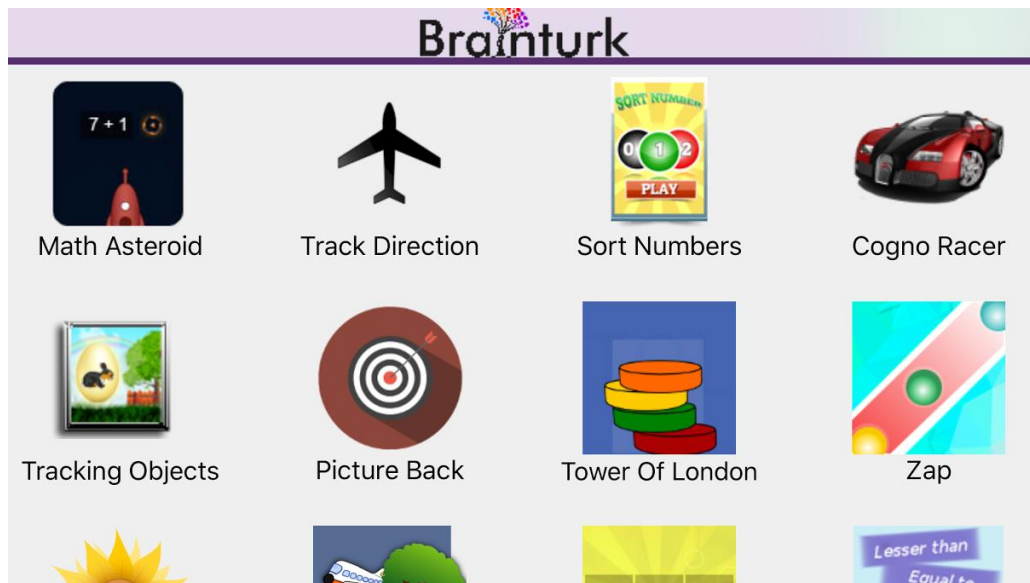 Brainturk
7 + 1
SORT NUMBER
0 1 2
PLAY
Math Asteroid
Track Direction
Sort Numbers
Cogno Racer
Tracking Objects
Picture Back
Tower Of London
Zap
Lesser than
Equal to